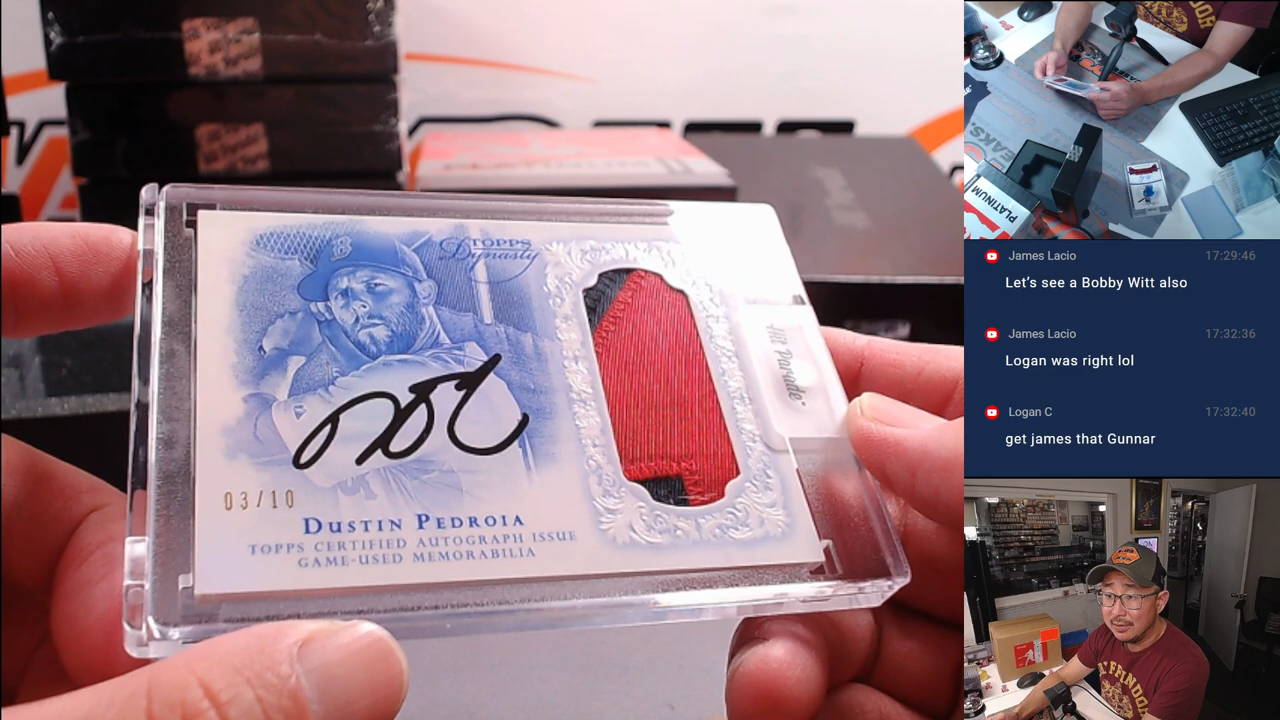 TOPPS
Dynasty
Hit Parade
03/10
DUSTIN PEDROIA
TOPPS CERTIFIED AUTOGRAPH ISSUE
GAME-USED MEMORABILIA
PLATINUM
James Lacio 17:29:46
Let's see a Bobby Witt also
James Lacio 17:32:36
Logan was right lol
Logan C 17:32:40
get james that Gunnar